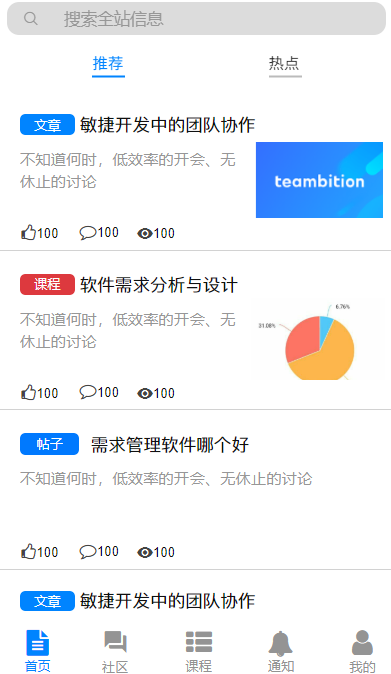 搜索全站信息
推荐 热点
文章 敏捷开发中的团队协作
不知道何时，低效率的开会、无
休止的讨论
teambition
100 100 100
课程 软件需求分析与设计
不知道何时，低效率的开会、无
休止的讨论
6.76%
31.08%
100 100 100
帖子 需求管理软件哪个好
不知道何时，低效率的开会、无休止的讨论
100 100 100
文章 敏捷开发中的团队协作
首页 社区 课程 通知 我的